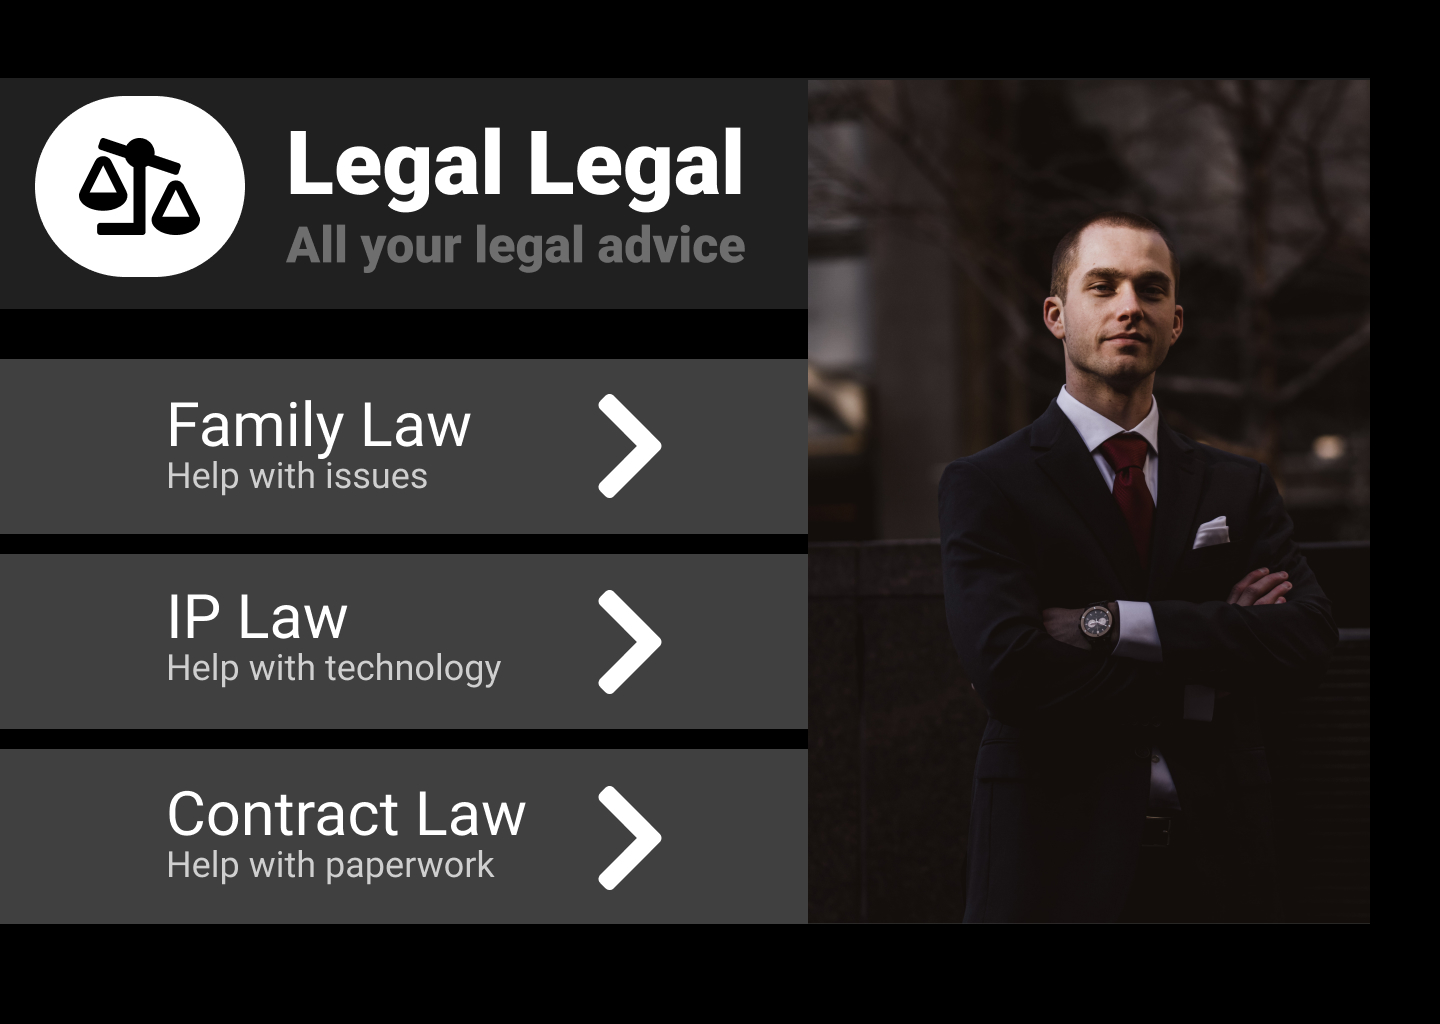 Legal Legal
All your legal advice
Family Law
Help with issues
IP Law
Help with technology
Contract Law
Help with paperwork